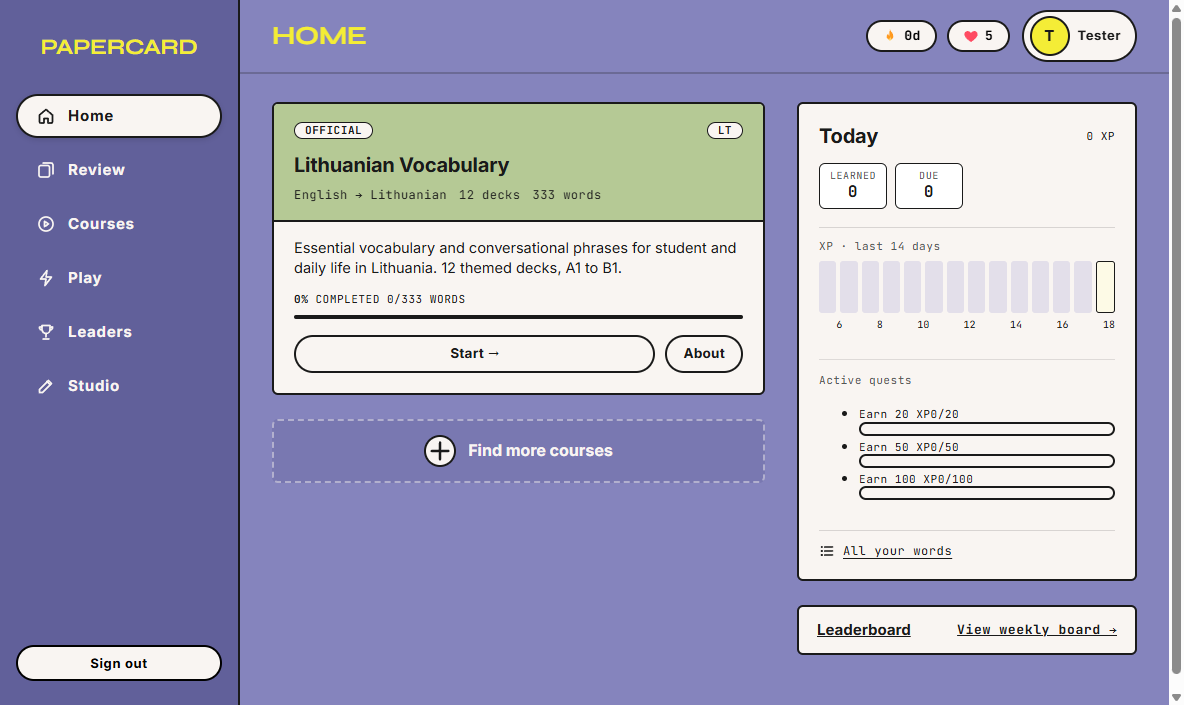 PAPERCARD
Home
Review
Courses
Play
Leaders
Studio
Sign out
HOME
0d
5
T
Tester
OFFICIAL
LT
Lithuanian Vocabulary
English → Lithuanian 12 decks 333 words
Essential vocabulary and conversational phrases for student and
daily life in Lithuania. 12 themed decks, A1 to B1.
0% COMPLETED 0/333 WORDS
Start →
About
Find more courses
Today
0 XP
LEARNED
0
DUE
0
XP · last 14 days
6 8 10 12 14 16 18
Active quests
Earn 20 XP0/20
Earn 50 XP0/50
Earn 100 XP0/100
All your words
Leaderboard
View weekly board →